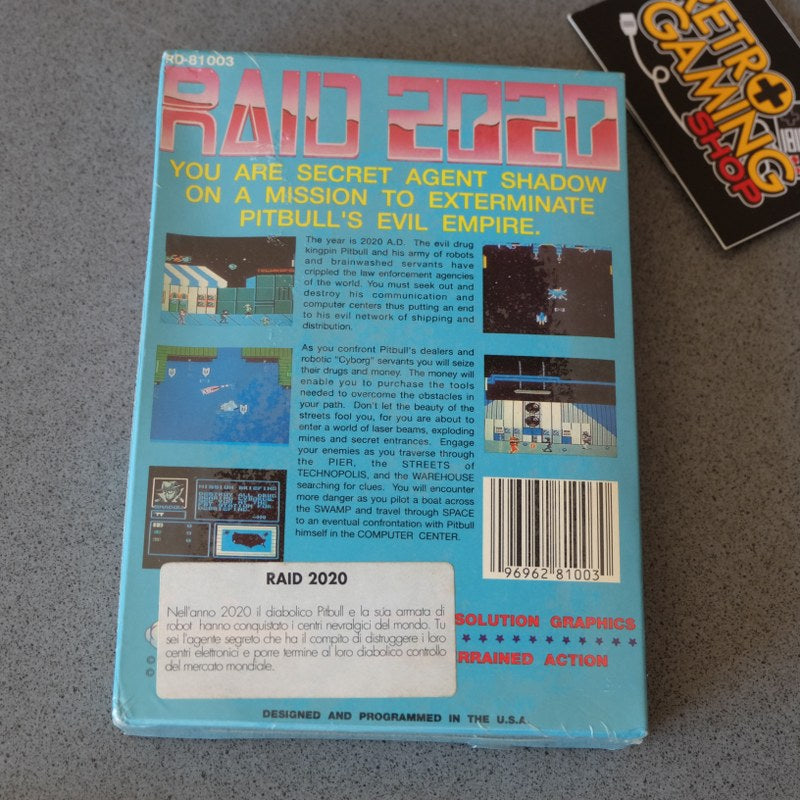 RD-81003
RAID 2020
YOU ARE SECRET AGENT SHADOW
ON A MISSION TO EXTERMINATE
PITBULL'S EVIL EMPIRE.
The year is 2020 A.D. The evil drug
kingpin Pitbull and his army of robots
and brainwashed servants have
crippled the law enforcement agencies
of the world. You must seek out and
destroy his communication and
computer centers thus putting an end
to his evil network of shipping and
distribution.
As you confront Pitbull's dealers and
robotic "Cyborg" servants you will seize
their drugs and money. The money will
enable you to purchase the tools
needed to overcome the obstacles in
your path. Don't let the beauty of the
streets fool you, for you are about to
enter a world of laser beams, exploding
mines and secret entrances. Engage
your enemies as you traverse through
the PIER, the STREETS of
TECHNOPOLIS, and the WAREHOUSE
searching for clues. You will encounter
more danger as you pilot a boat across
the SWAMP and travel through SPACE
to an eventual confrontation with Pitbull
himself in the COMPUTER CENTER.
MISSION BRIEFING
96962 81003
RAID 2020
Nell'anno 2020 il diabolico Pitbull e la sua armata di
robot hanno conquistato i centri nevralgici del mondo. Tu
sei l'agente segreto che ha il compito di distruggere i loro
centri elettronici e porre termine al loro diabolico controllo
del mercato mondiale.
SOLUTION GRAPHICS
RRAINED ACTION
DESIGNED AND PROGRAMMED IN THE U.S.A.
RETRO
GAMING
SHOP